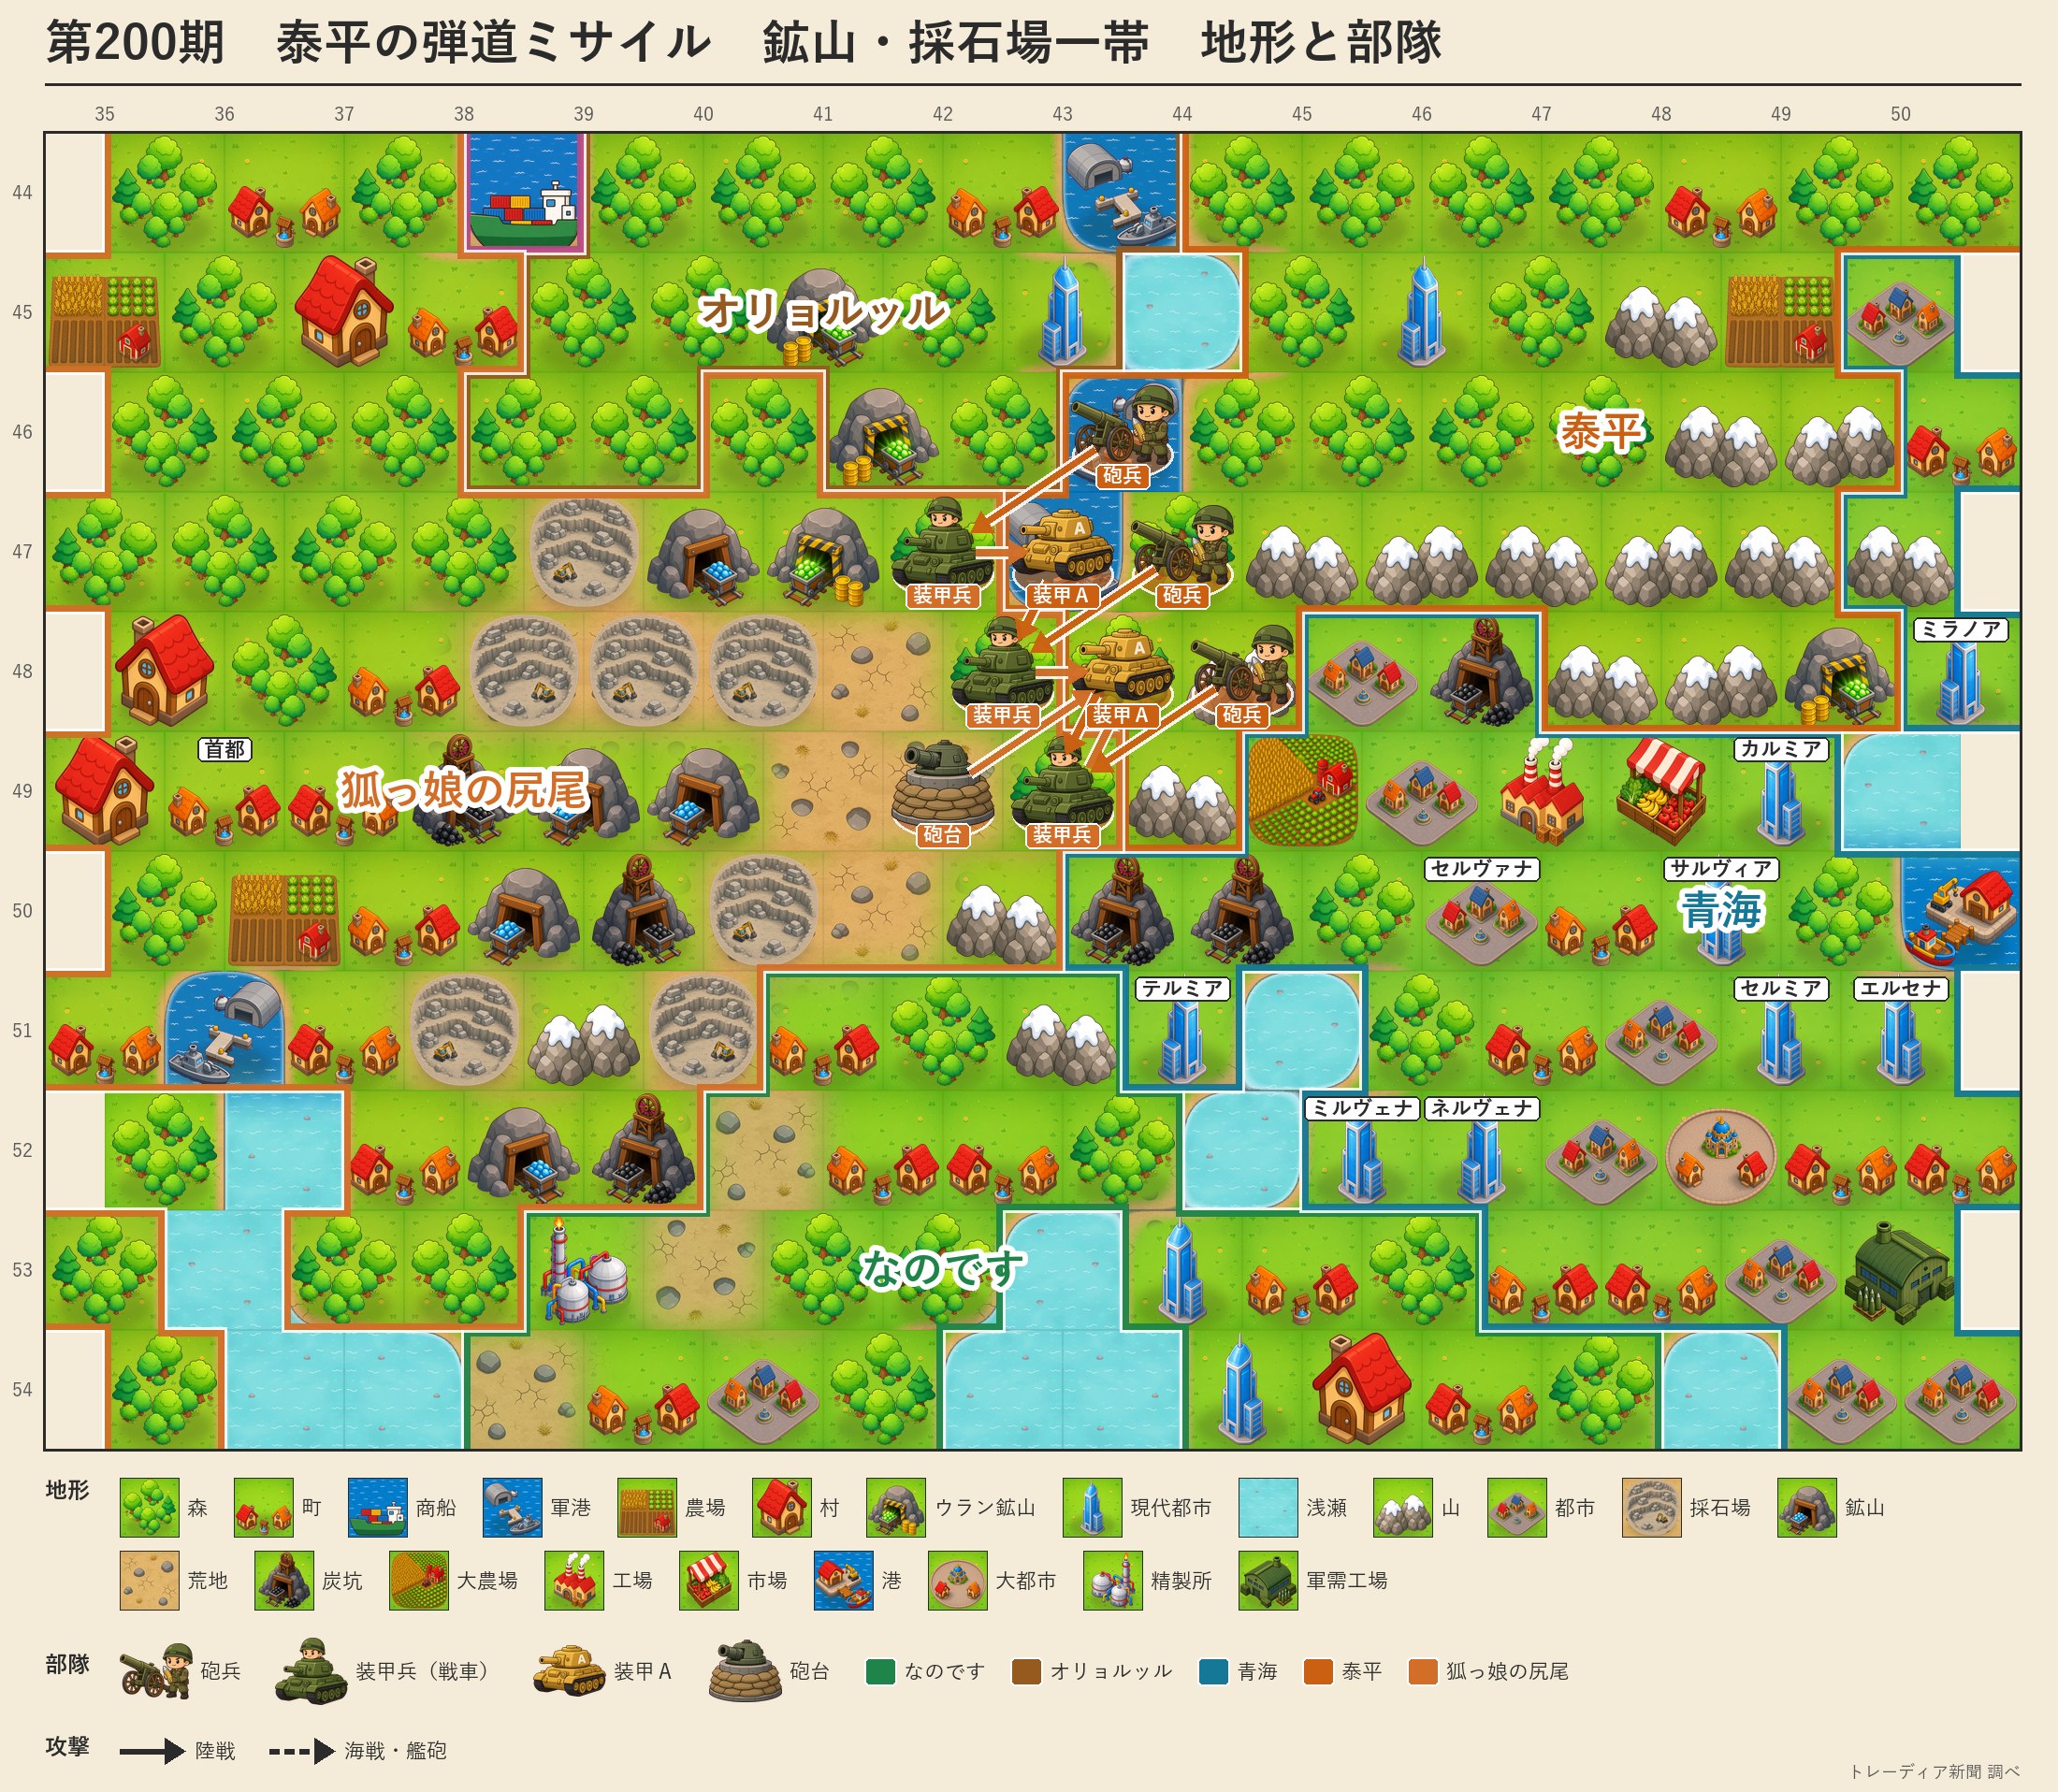 第200期　泰平の弾道ミサイル　鉱山・採石場一帯　地形と部隊
35 36 37 38 39 40 41 42 43 44 45 46 47 48 49 50
44
45
オリョルッル
46
泰平
砲兵
47
装甲兵 装甲A 砲兵
A
48
ミラノア
A
装甲兵 装甲A 砲兵
49
首都
カルミア
狐っ娘の尻尾
砲台 装甲兵
50
セルヴァナ サルヴィア
青海
51
テルミア セルミア エルセナ
52
ミルヴェナ ネルヴェナ
53
なのです
54
地形 森 町 商船 軍港 農場 村 ウラン鉱山 現代都市 浅瀬 山 都市 採石場 鉱山
荒地 炭坑 大農場 工場 市場 港 大都市 精製所 軍需工場
部隊 砲兵 装甲兵（戦車） 装甲A 砲台 なのです オリョルッル 青海 泰平 狐っ娘の尻尾
攻撃 陸戦 海戦・艦砲
トレーディア新聞 調べ